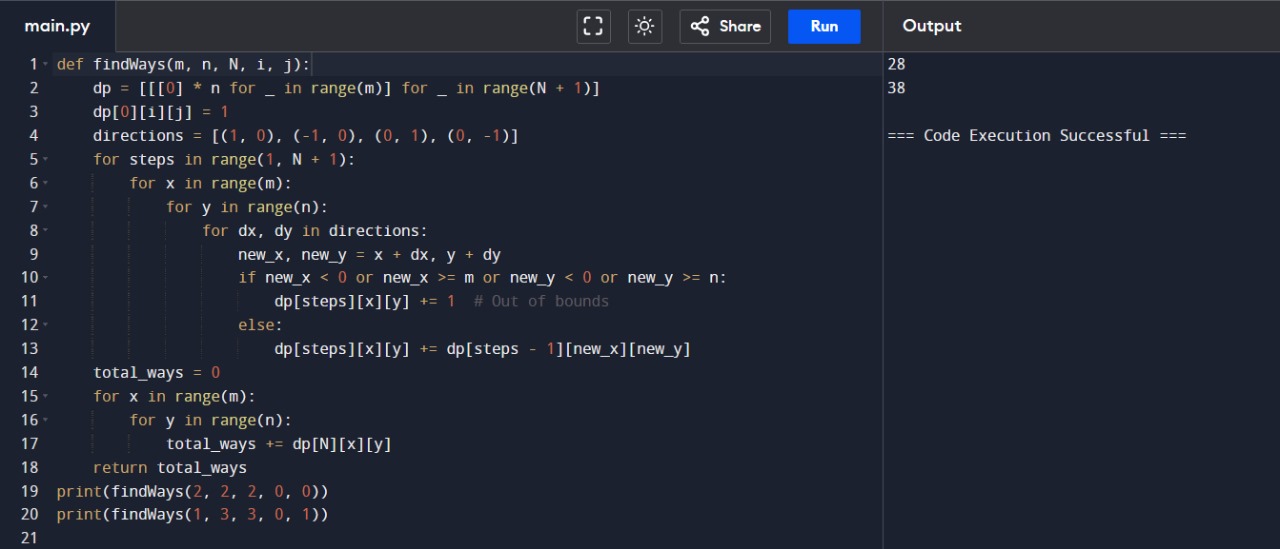 main.py Share Run Output
1 def findWays(m, n, N, i, j):
2     dp = [[[0] * n for _ in range(m)] for _ in range(N + 1)]
3     dp[0][i][j] = 1
4     directions = [(1, 0), (-1, 0), (0, 1), (0, -1)]
5     for steps in range(1, N + 1):
6         for x in range(m):
7             for y in range(n):
8                 for dx, dy in directions:
9                     new_x, new_y = x + dx, y + dy
10                     if new_x < 0 or new_x >= m or new_y < 0 or new_y >= n:
11                         dp[steps][x][y] += 1  # Out of bounds
12                     else:
13                         dp[steps][x][y] += dp[steps - 1][new_x][new_y]
14     total_ways = 0
15     for x in range(m):
16         for y in range(n):
17             total_ways += dp[N][x][y]
18     return total_ways
19 print(findWays(2, 2, 2, 0, 0))
20 print(findWays(1, 3, 3, 0, 1))
21
28
38
=== Code Execution Successful ===